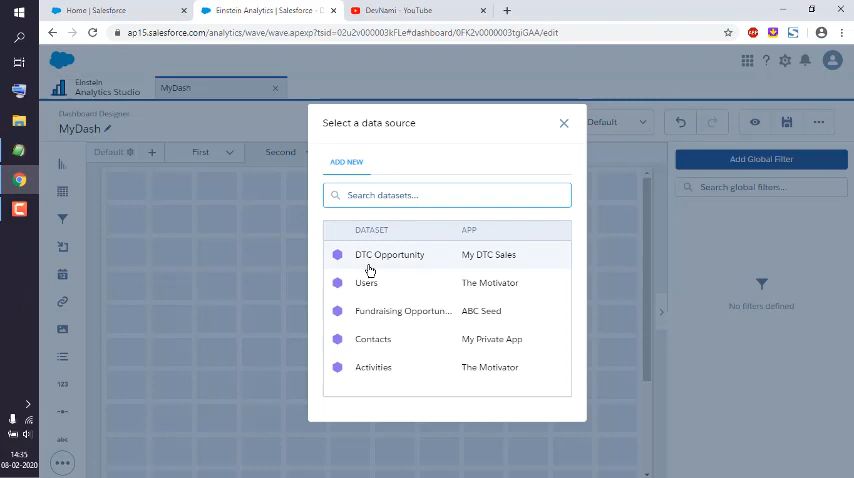 Home | Salesforce
Einstein Analytics | Salesforce - D
DevNami - YouTube
ap15.salesforce.com/analytics/wave/wave.apexp?tsid=02u2v0000003kFLe#dashboard/0FK2v0000003tgiGAA/edit
Einstein
Analytics Studio
MyDash
Dashboard Designer
MyDash
Default
Default
First
Second
Add Global Filter
Search global filters...
No filters defined
Select a data source
ADD NEW
Search datasets...
DATASET APP
DTC Opportunity My DTC Sales
Users The Motivator
Fundraising Opportun... ABC Seed
Contacts My Private App
Activities The Motivator
123
abc
14:35
08-02-2020